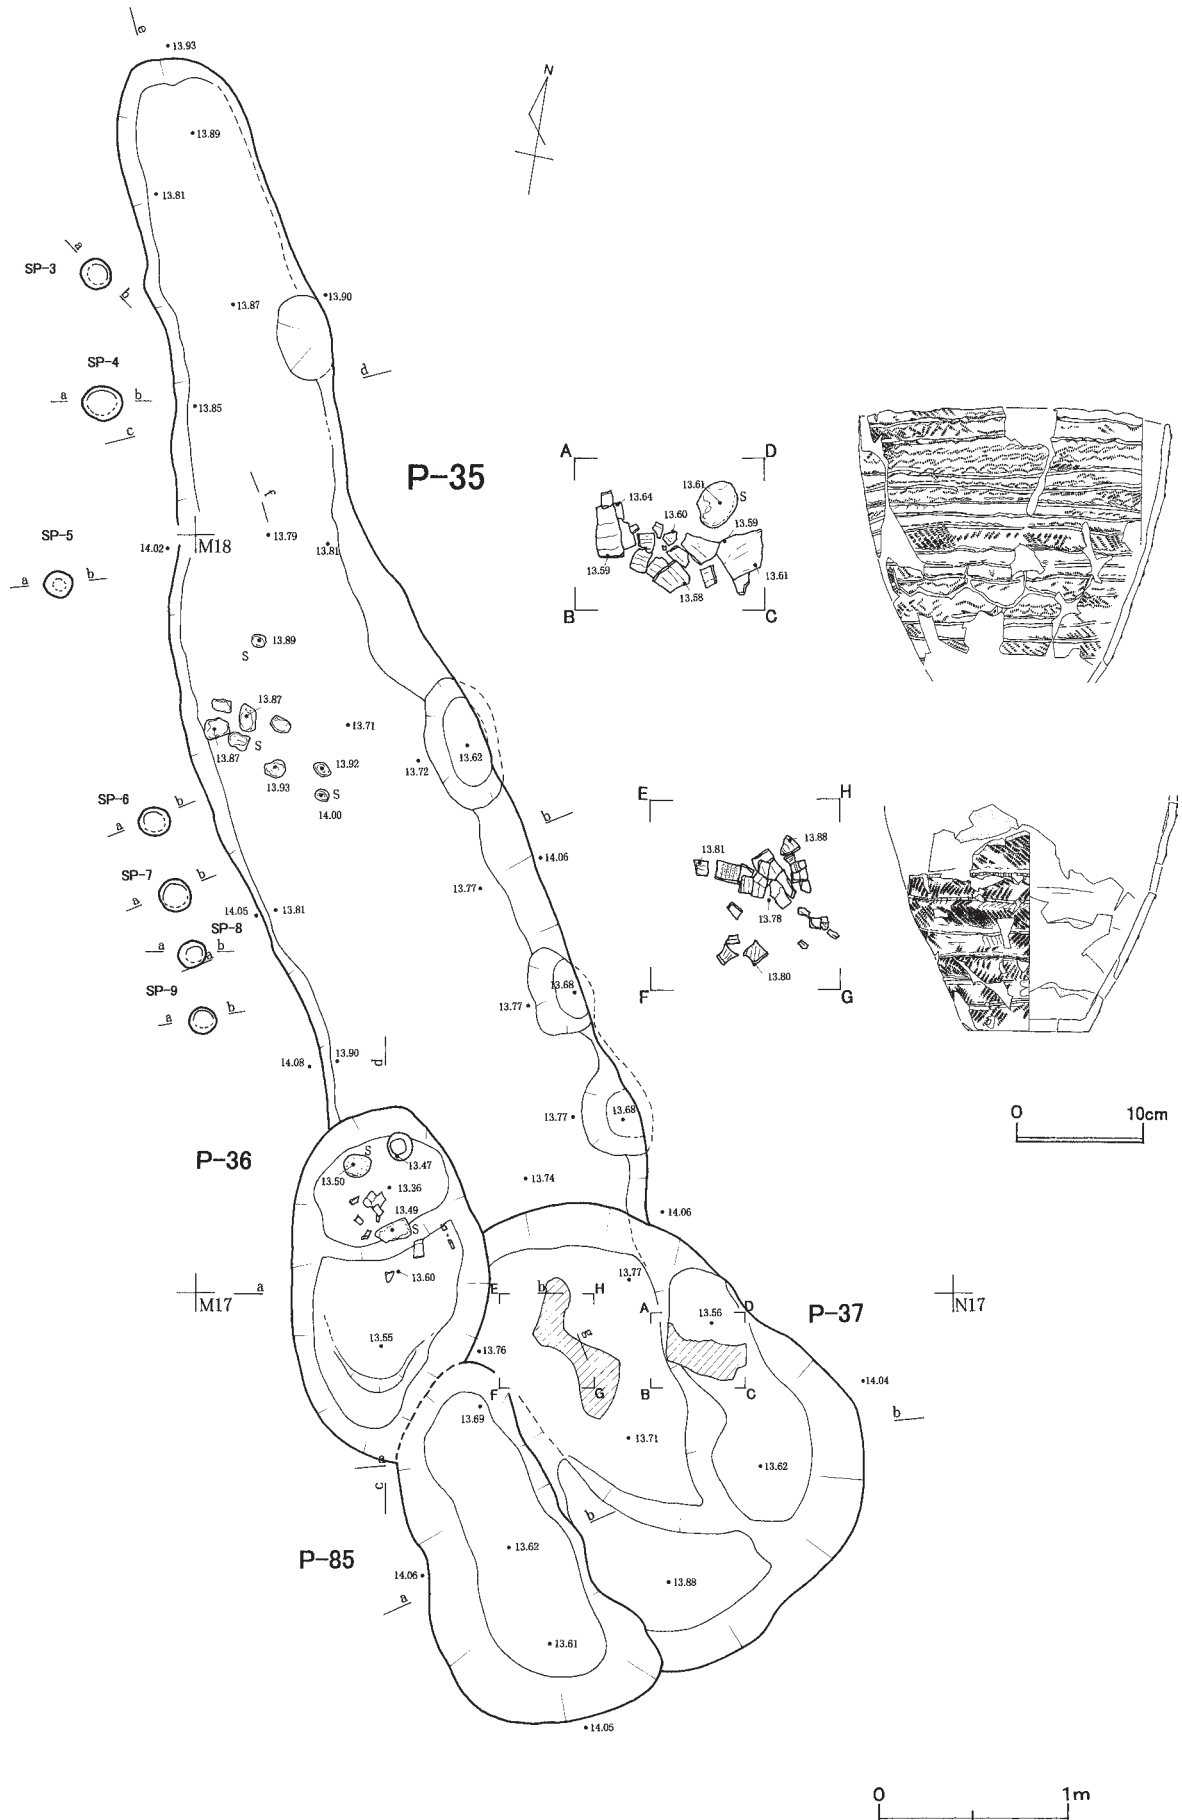 e
13.93
N
13.89
13.81
a
SP-3
b
13.87
13.90
SP-4
d
a
b
13.85
c
P-35
A
D
13.61
S
13.64
13.60
13.59
13.59
13.61
13.58
B
C
f
SP-5
14.02
M18
13.79
13.81
a
b
13.89
S
13.87
13.71
S
13.87
13.62
13.72
13.92
13.93
S
14.00
E
H
SP-6
b
a
b
13.88
13.81
14.06
SP-7
b
13.77
a
14.05
13.81
13.78
SP-8
a
b
a
13.80
SP-9
13.68
a
b
13.77
F
G
d
14.08
13.90
0
10cm
13.77
13.68
P-36
S
13.47
13.50
13.36
13.74
13.49
S
14.06
13.60
13.77
M17
a
E
b
H
A
D
P-37
N17
13.56
13.55
g
13.76
F
G
B
C
14.04
13.69
b
13.71
a
13.62
c
b
13.62
P-85
14.06
13.88
a
13.61
14.05
0
1m